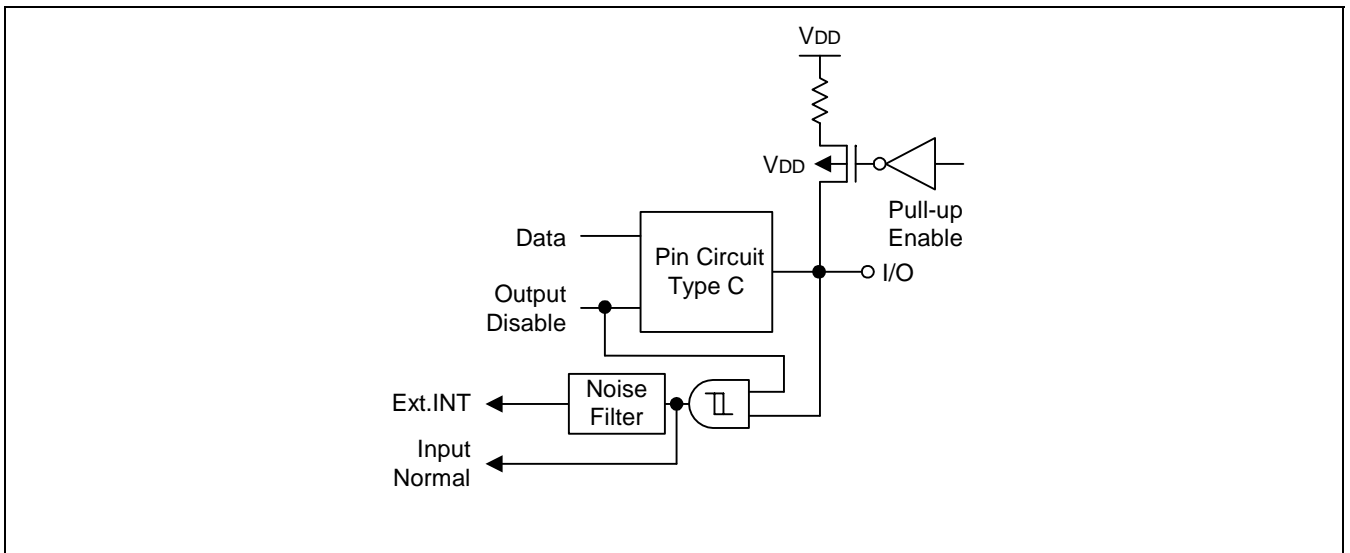 VDD
VDD
Pull-up
Enable
Data
Pin Circuit
Type C
I/O
Output
Disable
Noise
Filter
Ext.INT
Input
Normal